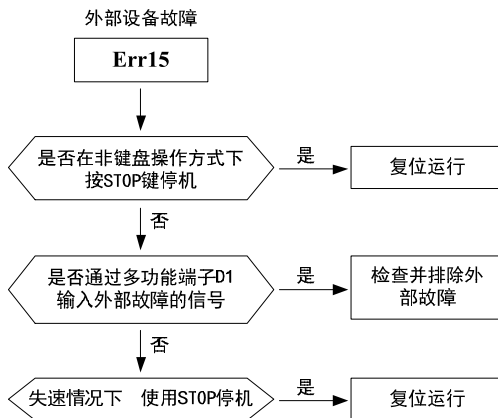 外部设备故障
Err15
是否在非键盘操作方式下
按STOP键停机
是
复位运行
否
是否通过多功能端子D1
输入外部故障的信号
是
检查并排除外
部故障
否
失速情况下 使用STOP停机
是
复位运行